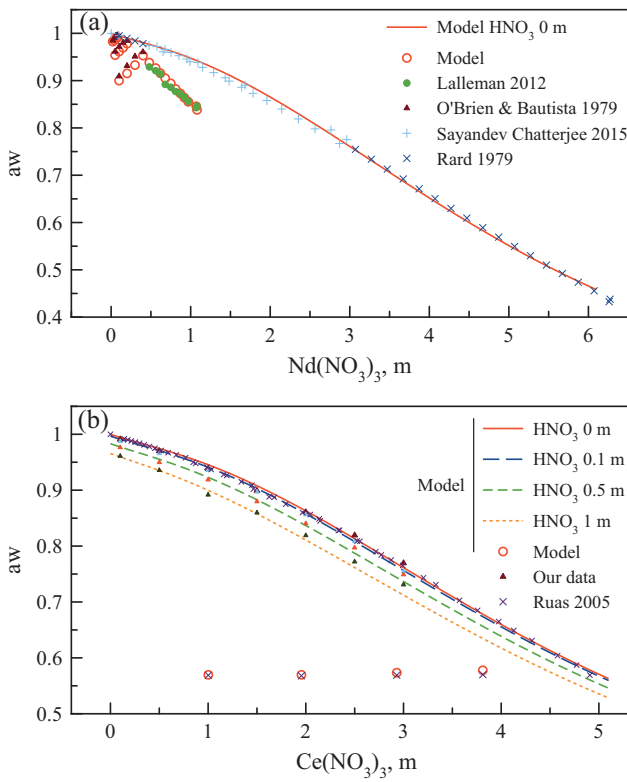 (a)
Model HNO₃ 0 m
Model
Lalleman 2012
O'Brien & Bautista 1979
Sayandev Chatterjee 2015
Rard 1979
1
0.9
0.8
0.7
0.6
0.5
0.4
aw
0 1 2 3 4 5 6
Nd(NO₃)₃, m
(b)
HNO₃ 0 m
HNO₃ 0.1 m
HNO₃ 0.5 m
HNO₃ 1 m
Model
Model
Our data
Ruas 2005
1
0.9
0.8
0.7
0.6
0.5
aw
0 1 2 3 4 5
Ce(NO₃)₃, m